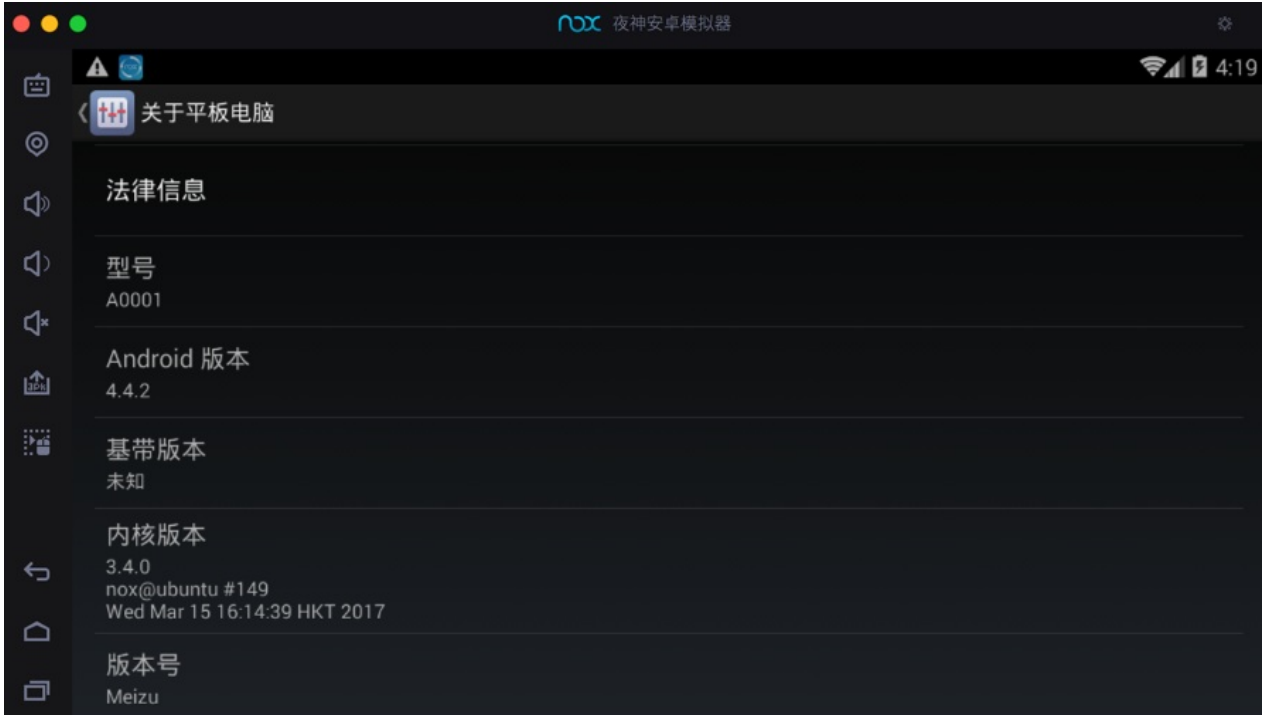 nox 夜神安卓模拟器
4:19
关于平板电脑
法律信息
型号
A0001
Android 版本
4.4.2
基带版本
未知
内核版本
3.4.0
nox@ubuntu #149
Wed Mar 15 16:14:39 HKT 2017
版本号
Meizu